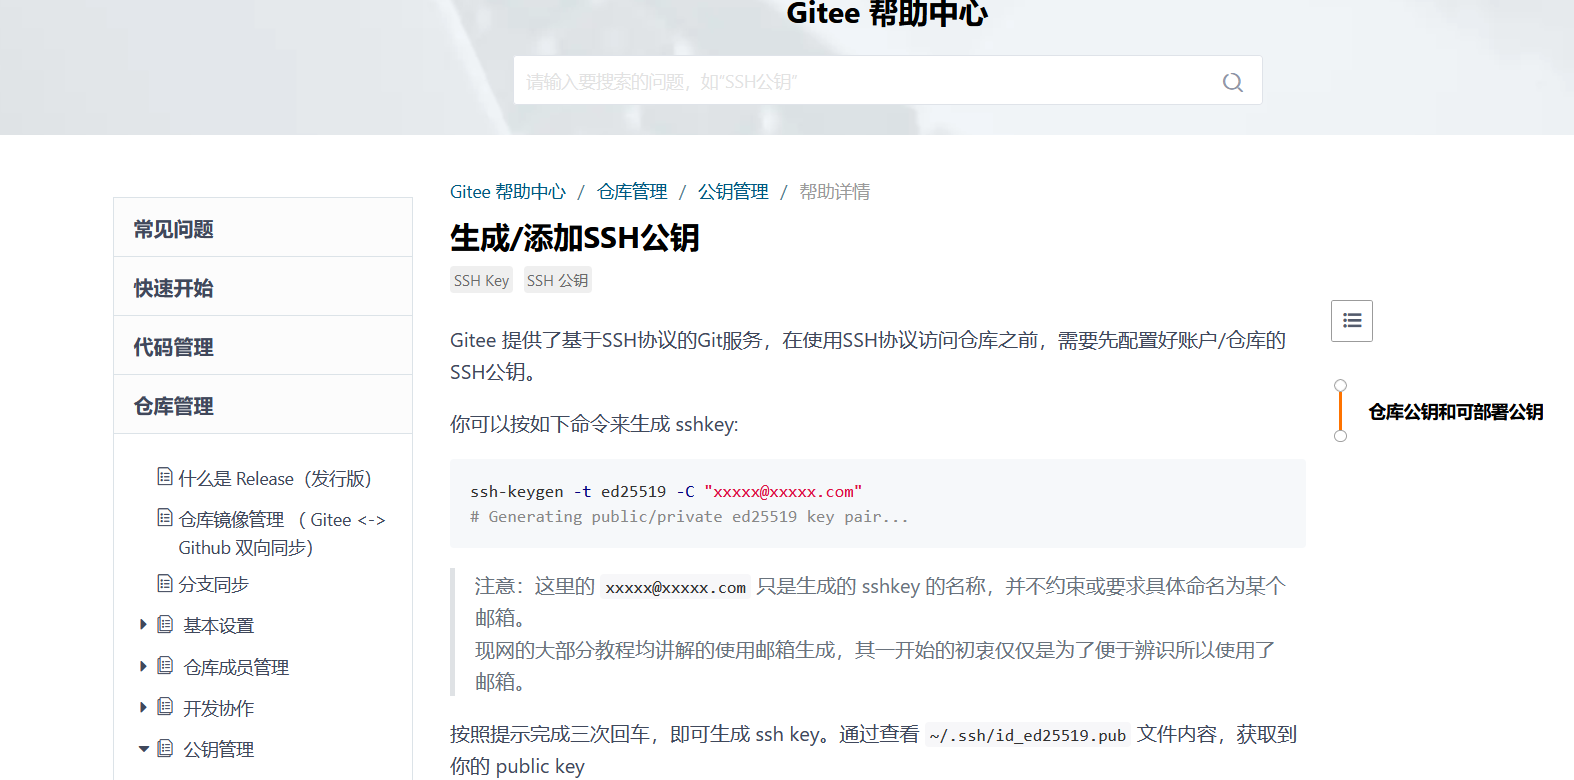 Gitee 帮助中心
请输入要搜索的问题，如“SSH公钥”
常见问题
快速开始
代码管理
仓库管理
什么是 Release（发行版）
仓库镜像管理 （ Gitee <->
Github 双向同步）
分支同步
基本设置
仓库成员管理
开发协作
公钥管理
Gitee 帮助中心 / 仓库管理 / 公钥管理 / 帮助详情
生成/添加SSH公钥
SSH Key SSH 公钥
Gitee 提供了基于SSH协议的Git服务，在使用SSH协议访问仓库之前，需要先配置好账户/仓库的
SSH公钥。
你可以按如下命令来生成 sshkey:
ssh-keygen -t ed25519 -C "xxxxx@xxxxx.com"
# Generating public/private ed25519 key pair...
注意：这里的 xxxxx@xxxxx.com 只是生成的 sshkey 的名称，并不约束或要求具体命名为某个
邮箱。
现网的大部分教程均讲解的使用邮箱生成，其一开始的初衷仅仅是为了便于辨识所以使用了
邮箱。
按照提示完成三次回车，即可生成 ssh key。通过查看 ~/.ssh/id_ed25519.pub 文件内容，获取到
你的 public key
仓库公钥和可部署公钥